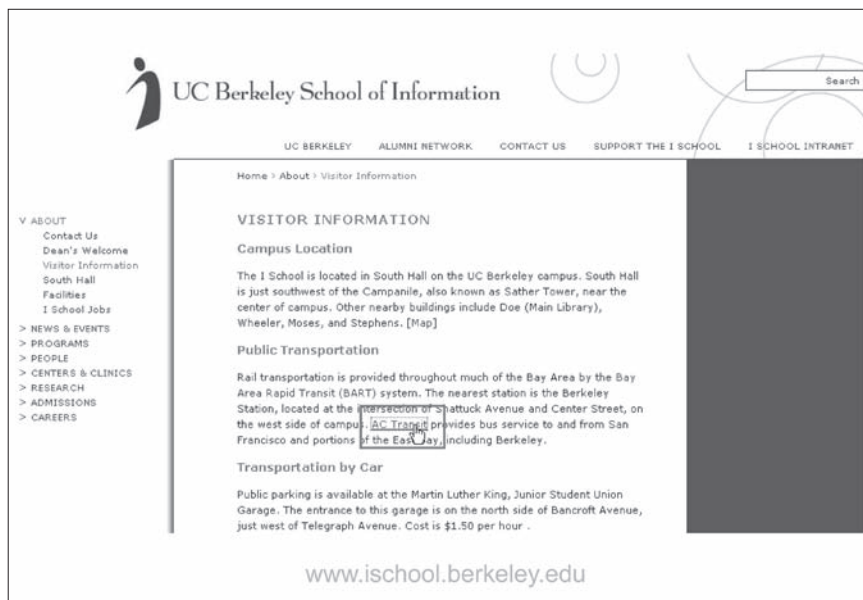 UC Berkeley School of Information
Search
UC BERKELEY ALUMNI NETWORK CONTACT US SUPPORT THE I SCHOOL I SCHOOL INTRANET
Home > About > Visitor Information
V ABOUT
Contact Us
Dean's Welcome
Visitor Information
South Hall
Facilities
I School Jobs
> NEWS & EVENTS
> PROGRAMS
> PEOPLE
> CENTERS & CLINICS
> RESEARCH
> ADMISSIONS
> CAREERS
VISITOR INFORMATION
Campus Location
The I School is located in South Hall on the UC Berkeley campus. South Hall
is just southwest of the Campanile, also known as Sather Tower, near the
center of campus. Other nearby buildings include Doe (Main Library),
Wheeler, Moses, and Stephens. [Map]
Public Transportation
Rail transportation is provided throughout much of the Bay Area by the Bay
Area Rapid Transit (BART) system. The nearest station is the Berkeley
Station, located at the intersection of Shattuck Avenue and Center Street, on
the west side of campus. AC Transit provides bus service to and from San
Francisco and portions of the East Bay, including Berkeley.
Transportation by Car
Public parking is available at the Martin Luther King, Junior Student Union
Garage. The entrance to this garage is on the north side of Bancroft Avenue,
just west of Telegraph Avenue. Cost is $1.50 per hour .
www.ischool.berkeley.edu